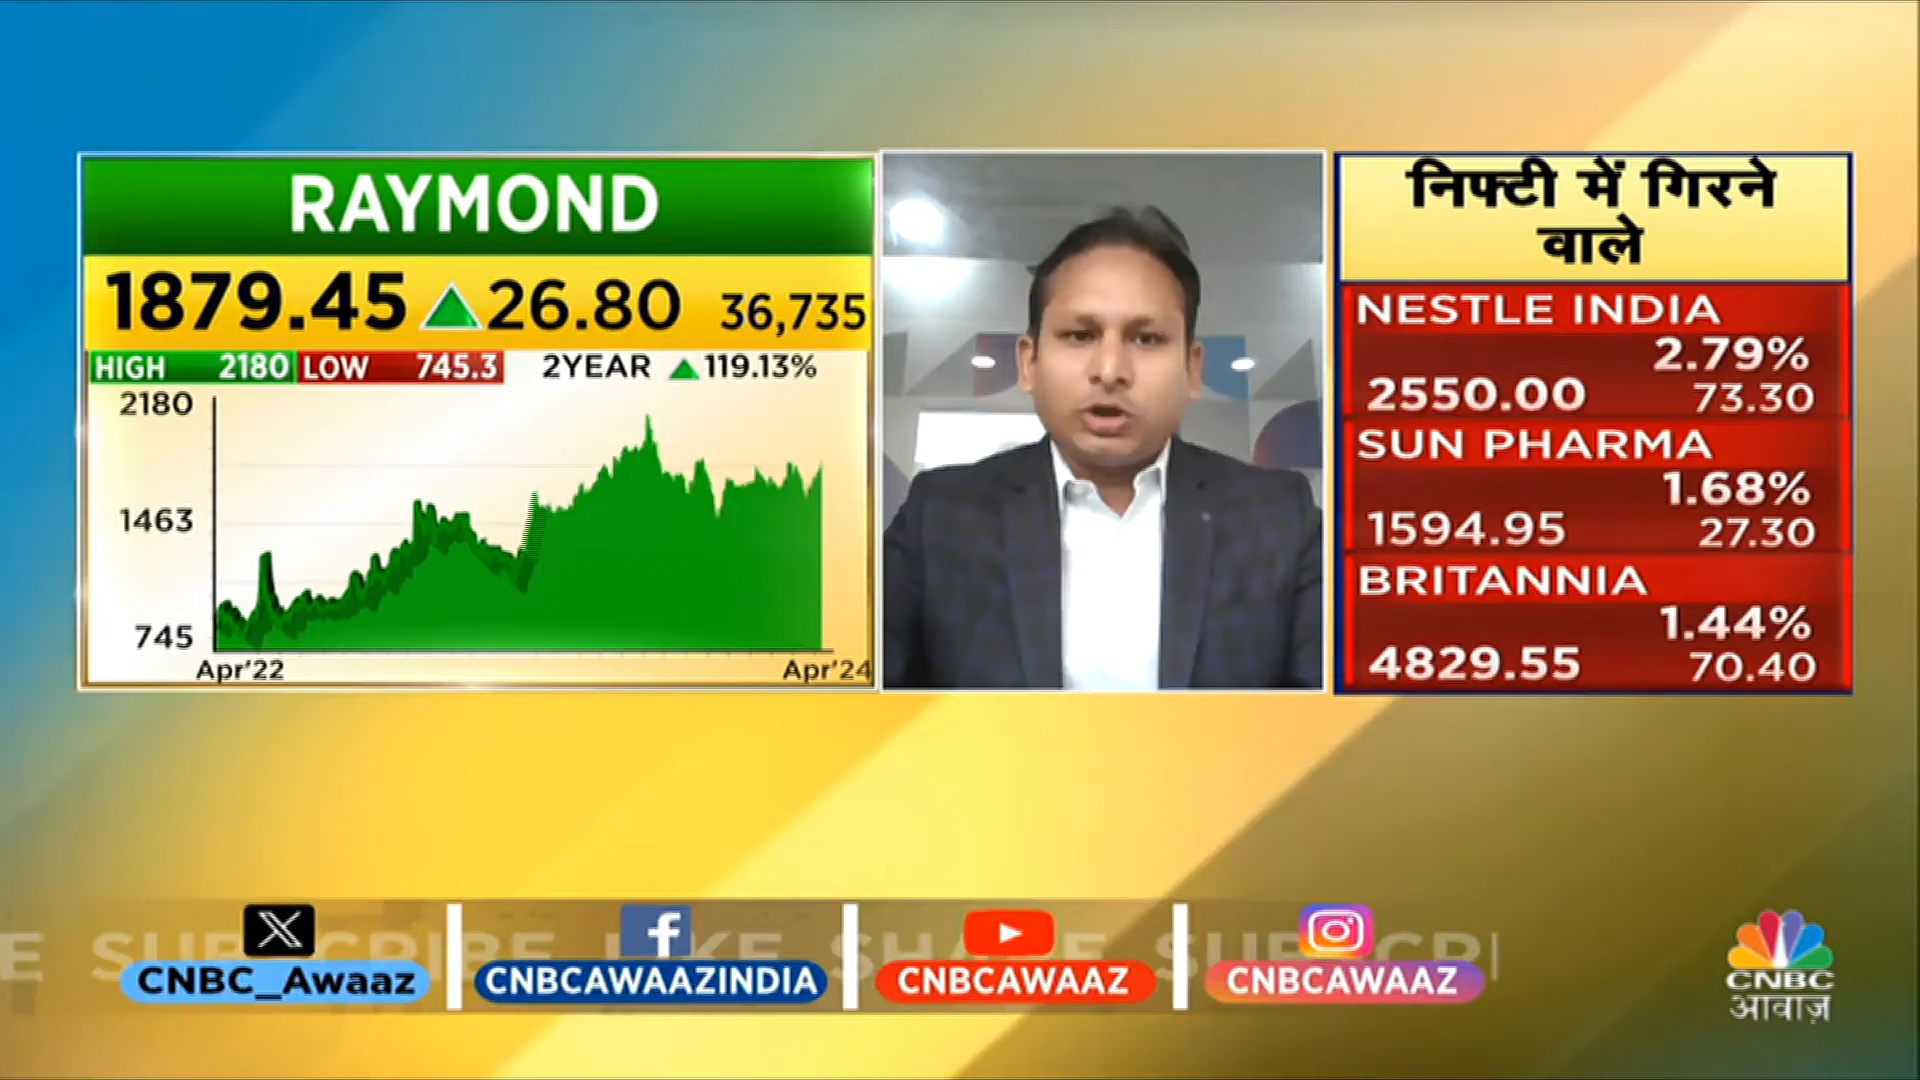 RAYMOND
1879.45 ▲ 26.80 36,735
HIGH 2180 LOW 745.3 2YEAR ▲ 119.13%
2180
1463
745
Apr'22 Apr'24
निफ्टी में गिरने
वाले
NESTLE INDIA
2.79%
2550.00 73.30
SUN PHARMA
1.68%
1594.95 27.30
BRITANNIA
1.44%
4829.55 70.40
CNBC_Awaaz
CNBCAWAAZINDIA
CNBCAWAAZ
CNBCAWAAZ
CNBC
आवाज़